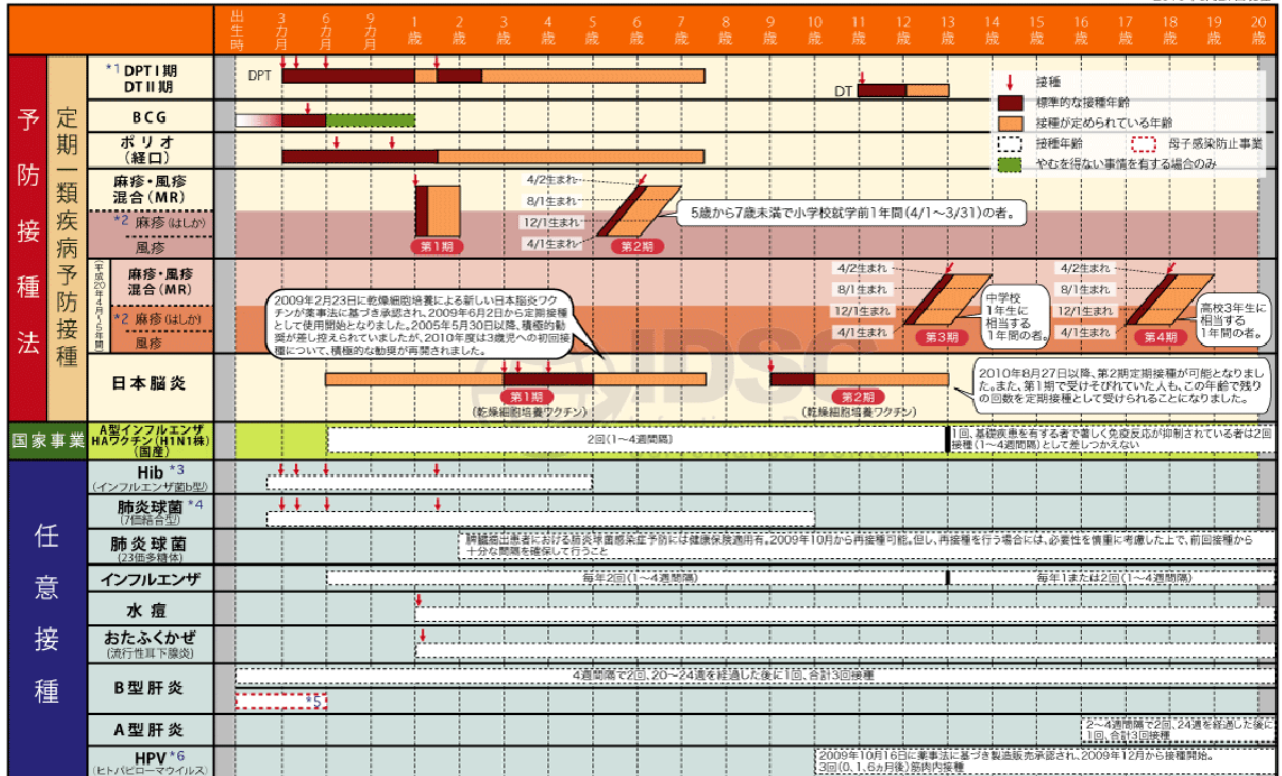 出生時 3カ月 6カ月 9カ月 1歳 2歳 3歳 4歳 5歳 6歳 7歳 8歳 9歳 10歳 11歳 12歳 13歳 14歳 15歳 16歳 17歳 18歳 19歳 20歳
予防接種法
定期一類疾病予防接種
*1 DPTⅠ期
DTⅡ期
DPT
DT
接種
標準的な接種年齢
接種が定められている年齢
接種年齢
母子感染防止事業
やむを得ない事情を有する場合のみ
BCG
ポリオ
(経口)
麻疹・風疹
混合(MR)
*2 麻疹(はしか)
風疹
第1期
4/2生まれ
8/1生まれ
12/1生まれ
4/1生まれ
第2期
5歳から7歳未満で小学校就学前1年間(4/1〜3/31)の者。
(平成20年4月〜5年間)
麻疹・風疹
混合(MR)
*2 麻疹(はしか)
風疹
4/2生まれ
8/1生まれ
12/1生まれ
4/1生まれ
第3期
中学校
1年生に
相当する
1年間の者。
4/2生まれ
8/1生まれ
12/1生まれ
4/1生まれ
第4期
高校3年生に
相当する
1年間の者。
2009年2月23日に乾燥細胞培養による新しい日本脳炎ワク
チンが薬事法に基づき承認され、2009年6月2日から定期接種
として使用開始となりました。2005年5月30日以降、積極的勧
奨が差し控えられていましたが、2010年度は3歳児への初回接
種について、積極的な勧奨が再開されました。
IDSC
日本脳炎
第1期
(乾燥細胞培養ワクチン)
第2期
(乾燥細胞培養ワクチン)
2010年8月27日以降、第2期定期接種が可能となりまし
た。また、第1期で受けそびれていた人も、この年齢で残り
の回数を定期接種として受けられることになりました。
国家事業
A型インフルエンザ
HAワクチン(H1N1株)
(国産)
2回(1〜4週間隔)
1回、基礎疾患を有する者で著しく免疫反応が抑制されている者は2回
接種(1〜4週間隔)として差しつかえない
任意接種
Hib *3
(インフルエンザ菌b型)
肺炎球菌 *4
(7価結合型)
肺炎球菌
(23価多糖体)
脾臓摘出患者における肺炎球菌感染症予防には健康保険適用有。2009年10月から再接種可能。但し、再接種を行う場合には、必要性を慎重に考慮した上で、前回接種から
十分な間隔を確保して行うこと
インフルエンザ
毎年2回(1〜4週間隔)
毎年1または2回(1〜4週間隔)
水痘
おたふくかぜ
(流行性耳下腺炎)
B型肝炎
4週間隔で2回、20〜24週を経過した後に1回、合計3回接種
*5
A型肝炎
2〜4週間隔で2回、24週を経過した後に
1回、合計3回接種
HPV *6
(ヒトパピローマウイルス)
2009年10月16日に薬事法に基づき製造販売承認され、2009年12月から接種開始。
3回(0、1、6ヵ月後)筋肉内接種